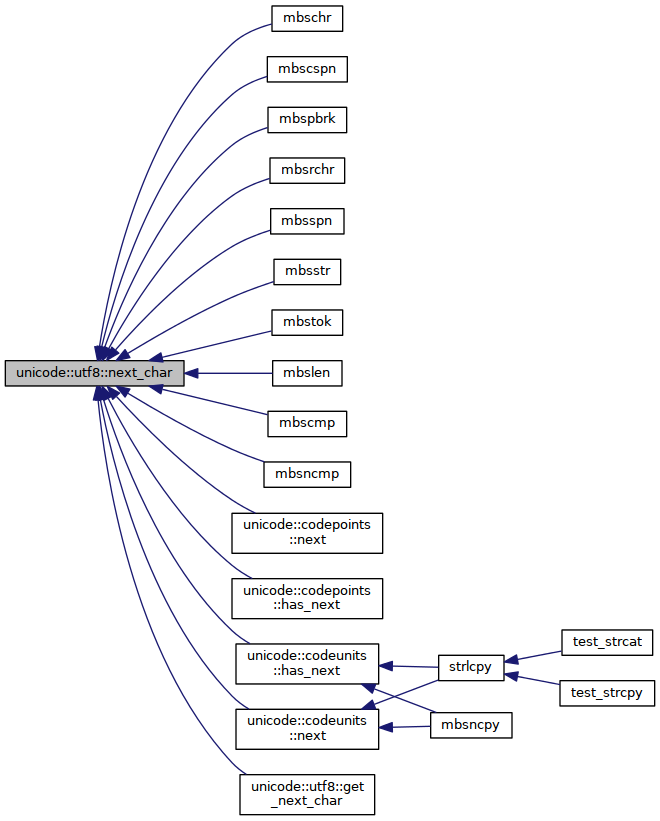 mbschr
mbscspn
mbspbrk
mbsrchr
mbsspn
mbsstr
mbstok
unicode::utf8::next_char
mbslen
mbscmp
mbsncmp
unicode::codepoints
::next
unicode::codepoints
::has_next
unicode::codeunits
::has_next
strlcpy
test_strcat
test_strcpy
unicode::codeunits
::next
mbsncpy
unicode::utf8::get
_next_char